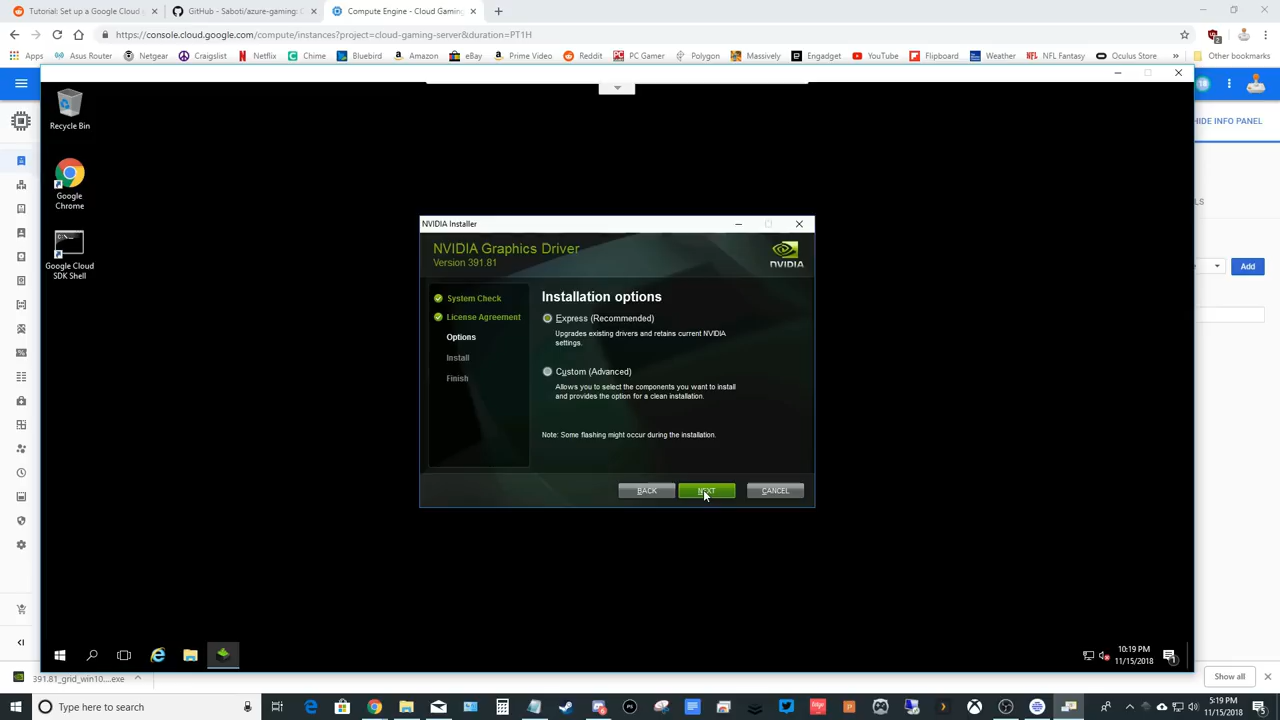 Tutorial: Set up a Google Cloud
GitHub - Saboti/azure-gaming: C
Compute Engine - Cloud Gaming
https://console.cloud.google.com/compute/instances?project=cloud-gaming-server&duration=PT1H
Apps
Asus Router
Netgear
Craigslist
Netflix
Chime
Bluebird
Amazon
eBay
Prime Video
Reddit
PC Gamer
Polygon
Massively
Engadget
YouTube
Flipboard
Weather
NFL Fantasy
Oculus Store
Other bookmarks
HIDE INFO PANEL
LS
Add
Recycle Bin
Google
Chrome
Google Cloud
SDK Shell
NVIDIA Installer
NVIDIA Graphics Driver
Version 391.81
NVIDIA
System Check
License Agreement
Options
Install
Finish
Installation options
Express (Recommended)
Upgrades existing drivers and retains current NVIDIA
settings.
Custom (Advanced)
Allows you to select the components you want to install
and provides the option for a clean installation.
Note: Some flashing might occur during the installation.
BACK
NEXT
CANCEL
10:19 PM
11/15/2018
391.81_grid_win10....exe
Show all
Type here to search
5:19 PM
11/15/2018